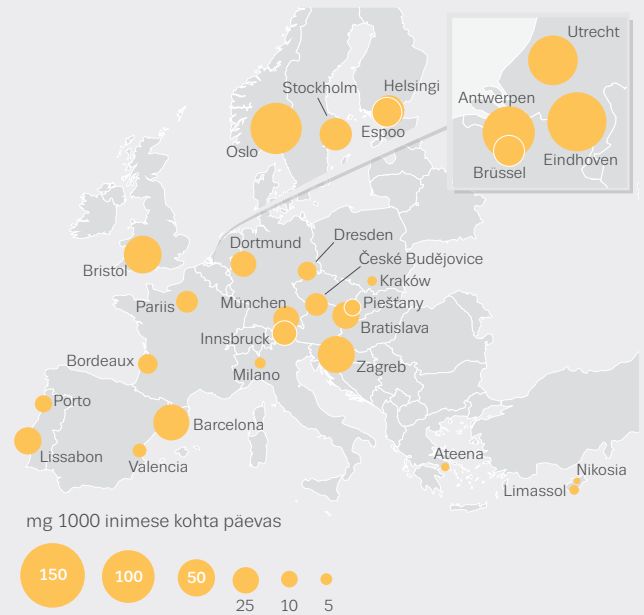 Utrecht
Helsingi
Stockholm
Antwerpen
Espoo
Oslo
Eindhoven
Brüssel
Dresden
Dortmund
České Budějovice
Bristol
Kraków
Pariis
München
Piešťany
Bratislava
Innsbruck
Bordeaux
Zagreb
Milano
Porto
Barcelona
Ateena
Lissabon
Valencia
Nikosia
Limassol
mg 1000 inimese kohta päevas
150
100
50
25
10
5